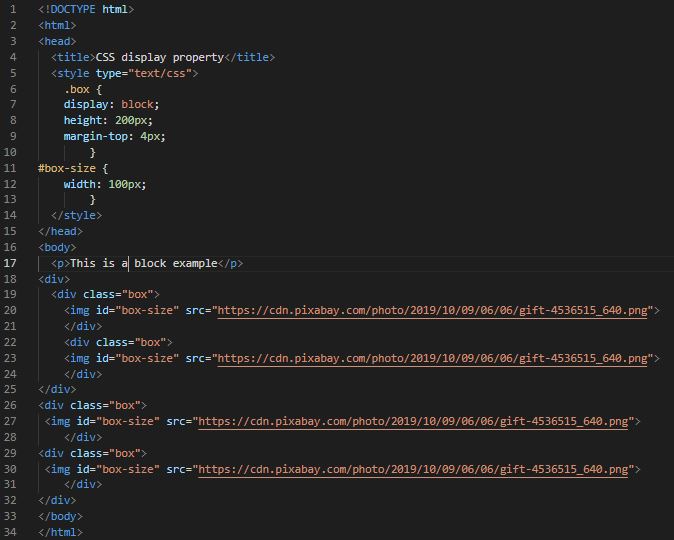 1 <!DOCTYPE html>
2 <html>
3 <head>
4 <title>CSS display property</title>
5 <style type="text/css">
6 .box {
7 display: block;
8 height: 200px;
9 margin-top: 4px;
10 }
11 #box-size {
12 width: 100px;
13 }
14 </style>
15 </head>
16 <body>
17 <p>This is a block example</p>
18 <div>
19 <div class="box">
20 <img id="box-size" src="https://cdn.pixabay.com/photo/2019/10/09/06/06/gift-4536515_640.png">
21 </div>
22 <div class="box">
23 <img id="box-size" src="https://cdn.pixabay.com/photo/2019/10/09/06/06/gift-4536515_640.png">
24 </div>
25 </div>
26 <div class="box">
27 <img id="box-size" src="https://cdn.pixabay.com/photo/2019/10/09/06/06/gift-4536515_640.png">
28 </div>
29 <div class="box">
30 <img id="box-size" src="https://cdn.pixabay.com/photo/2019/10/09/06/06/gift-4536515_640.png">
31 </div>
32 </div>
33 </body>
34 </html>